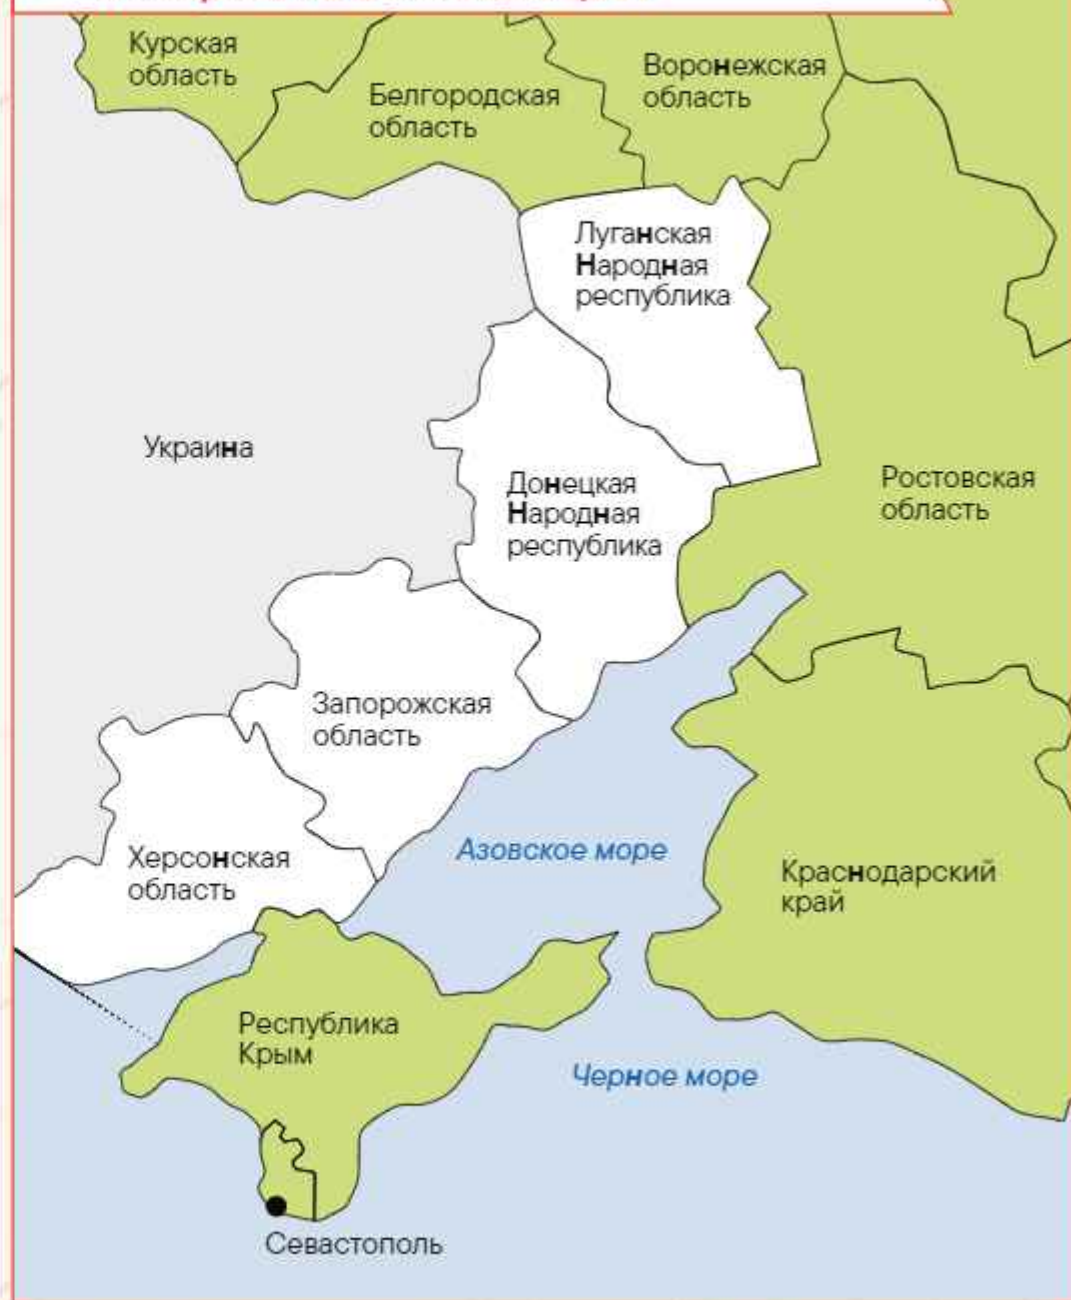 Курская
область
Белгородская
область
Воронежская
область
Луганская
Народная
республика
Украина
Донецкая
Народная
республика
Ростовская
область
Запорожская
область
Херсонская
область
Азовское море
Краснодарский
край
Республика
Крым
Черное море
Севастополь